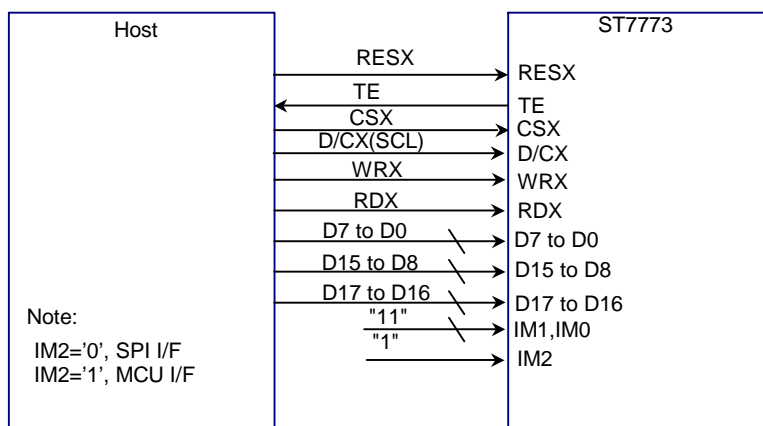 Host
ST7773
RESX
RESX
TE
TE
CSX
CSX
D/CX(SCL)
D/CX
WRX
WRX
RDX
RDX
D7 to D0
D7 to D0
D15 to D8
D15 to D8
D17 to D16
D17 to D16
Note:
"11"
IM1,IM0
"1"
IM2
IM2='0', SPI I/F
IM2='1', MCU I/F